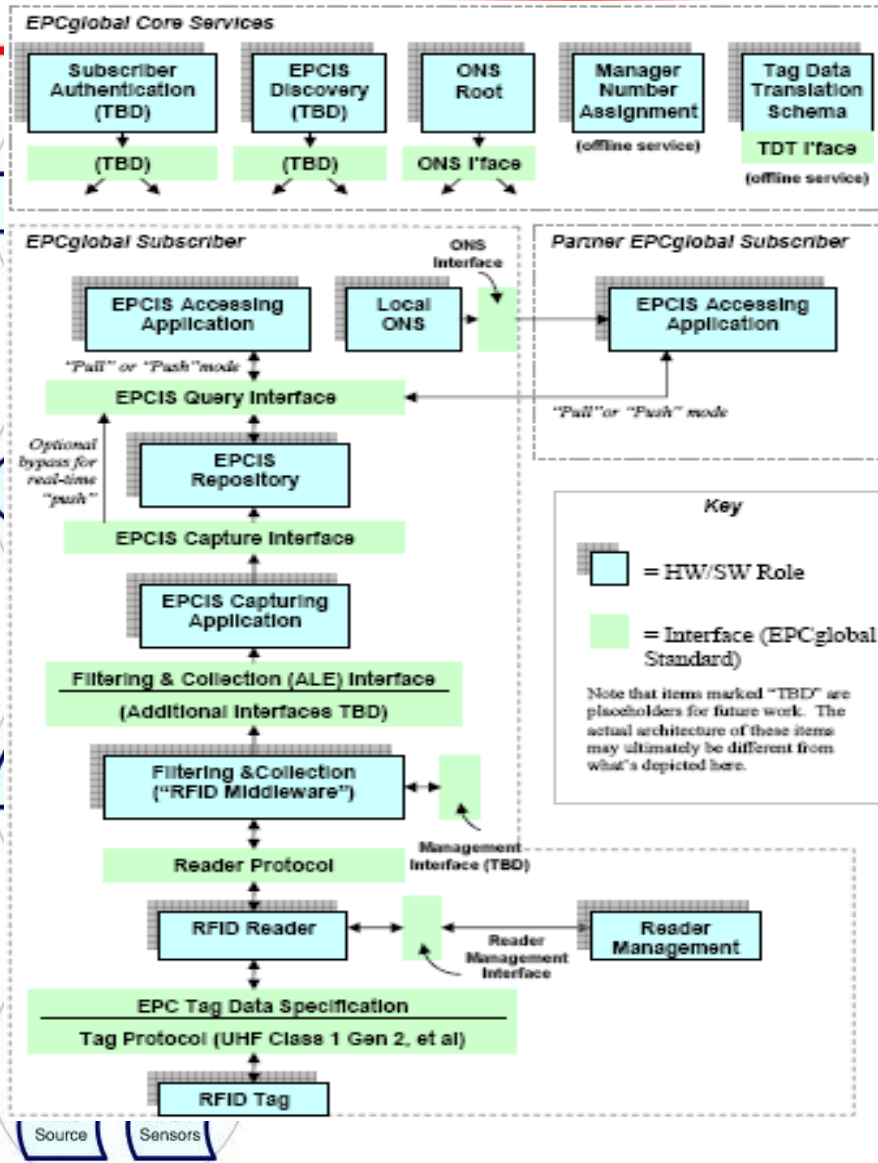 EPCglobal Core Services
Subscriber
Authentication
(TBD)
EPCIS
Discovery
(TBD)
ONS
Root
Manager
Number
Assignment
Tag Data
Translation
Schema
(TBD)
(TBD)
ONS I'face
(offline service)
TDT I'face
(offline service)
EPCglobal Subscriber
ONS
Interface
Partner EPCglobal Subscriber
EPCIS Accessing
Application
Local
ONS
EPCIS Accessing
Application
"Pull" or "Push"mode
EPCIS Query Interface
"Pull"or "Push" mode
Optional
bypass for
real-time
"push"
EPCIS
Repository
EPCIS Capture Interface
EPCIS Capturing
Application
Filtering & Collection (ALE) Interface
(Additional Interfaces TBD)
Filtering &Collection
("RFID Middleware")
Management
Interface (TBD)
Reader Protocol
RFID Reader
Reader
Management
Interface
Reader
Management
EPC Tag Data Specification
Tag Protocol (UHF Class 1 Gen 2, et al)
RFID Tag
Key
= HW/SW Role
= Interface (EPCglobal
Standard)
Note that items marked "TBD" are
placeholders for future work. The
actual architecture of these items
may ultimately be different from
what's depicted here.
Source
Sensors